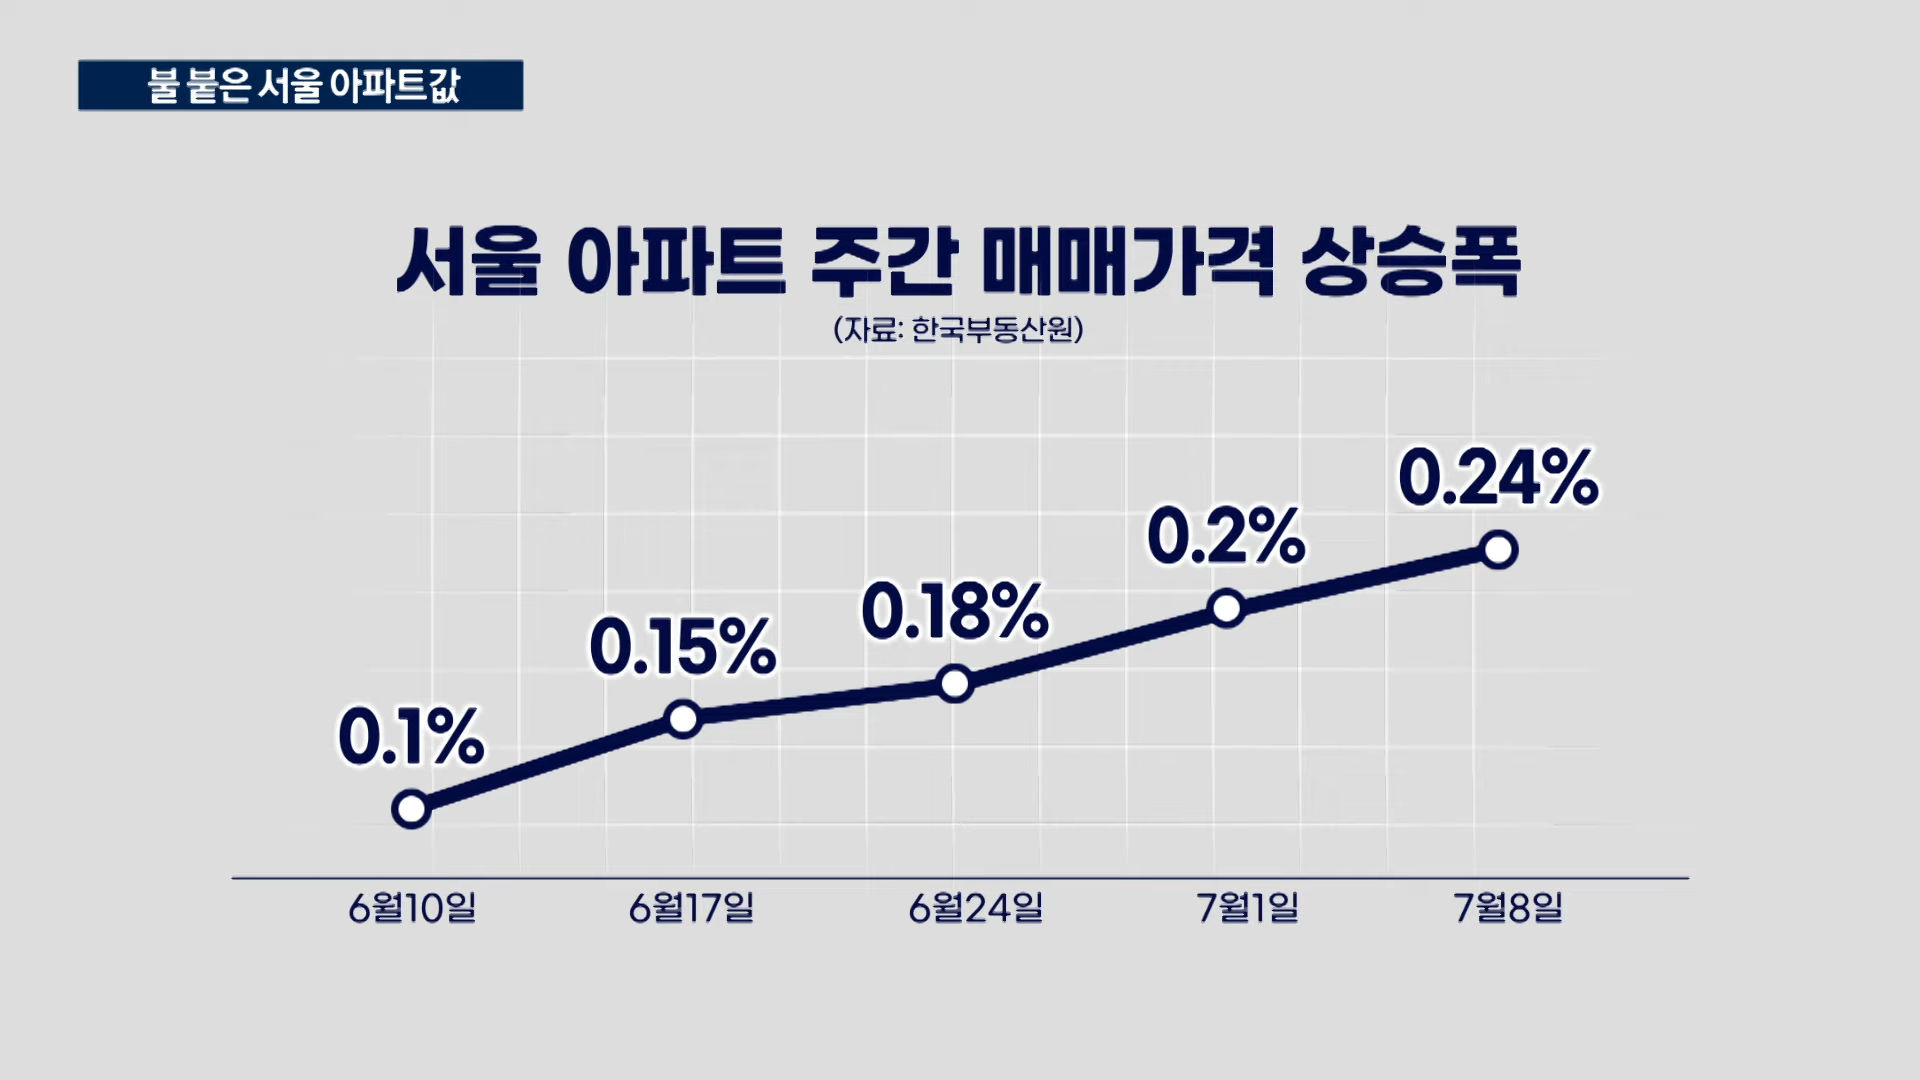 불 붙은 서울 아파트값
서울 아파트 주간 매매가격 상승폭
(자료: 한국부동산원)
0.1%
0.15%
0.18%
0.2%
0.24%
6월10일
6월17일
6월24일
7월1일
7월8일